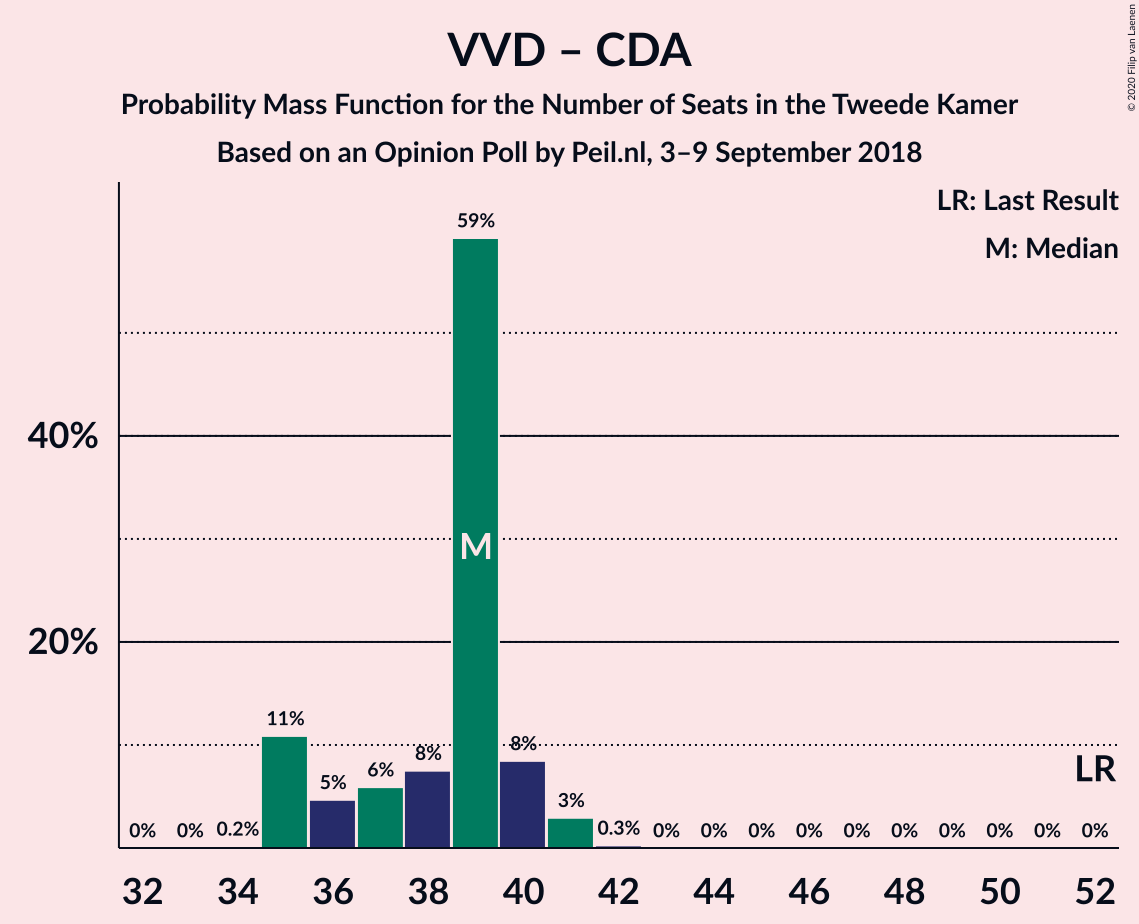 VVD – CDA
Probability Mass Function for the Number of Seats in the Tweede Kamer
Based on an Opinion Poll by Peil.nl, 3–9 September 2018
© 2020 Filip van Laenen
LR: Last Result
M: Median
59%
40%
M
20%
11%
5%
6%
8%
8%
3%
LR
0% 0% 0.2% 0.3% 0% 0% 0% 0% 0% 0% 0% 0% 0% 0%
32 34 36 38 40 42 44 46 48 50 52